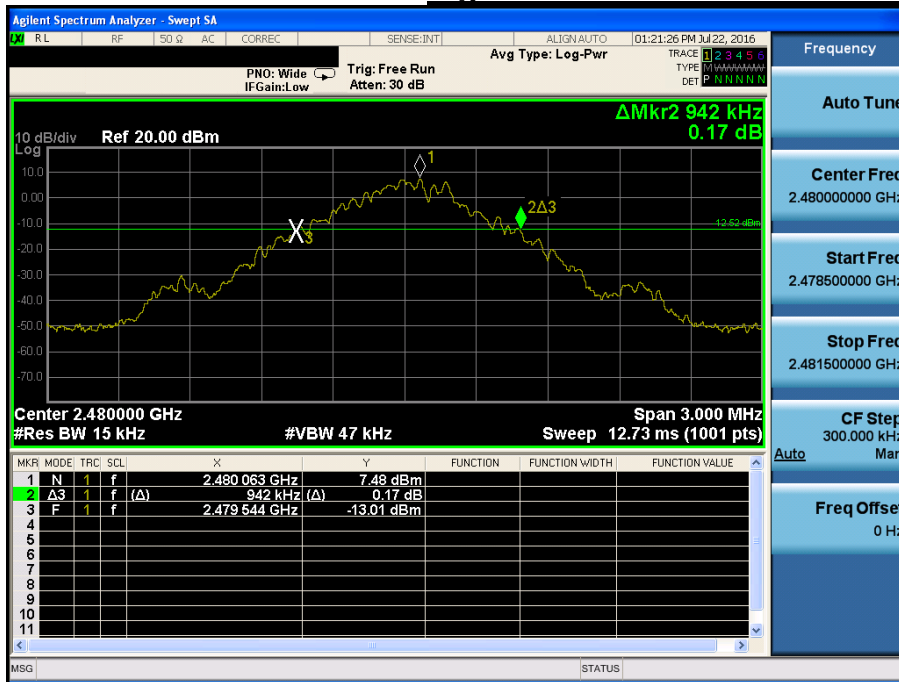 Agilent Spectrum Analyzer - Swept SA
LXI RL RF 50 Ω AC CORREC SENSE:INT ALIGN AUTO 01:21:26 PM Jul 22, 2016
Avg Type: Log-Pwr TRACE 1 2 3 4 5 6
PNO: Wide Trig: Free Run TYPE MWWWWW
IFGain:Low Atten: 30 dB DET P N N N N N
ΔMkr2 942 kHz
0.17 dB
10 dB/div Ref 20.00 dBm
Log
10.0
0.00
-10.0
-20.0
-30.0
-40.0
-50.0
-60.0
-70.0
1
2Δ3
3
-12.52 dBm
Center 2.480000 GHz Span 3.000 MHz
#Res BW 15 kHz #VBW 47 kHz Sweep 12.73 ms (1001 pts)
MKR MODE TRC SCL X Y FUNCTION FUNCTION WIDTH FUNCTION VALUE
1 N 1 f 2.480 063 GHz 7.48 dBm
2 Δ3 1 f (Δ) 942 kHz (Δ) 0.17 dB
3 F 1 f 2.479 544 GHz -13.01 dBm
4
5
6
7
8
9
10
11
MSG STATUS
Frequency
Auto Tune
Center Freq
2.480000000 GHz
Start Freq
2.478500000 GHz
Stop Freq
2.481500000 GHz
CF Step
300.000 kHz
Auto Man
Freq Offset
0 Hz